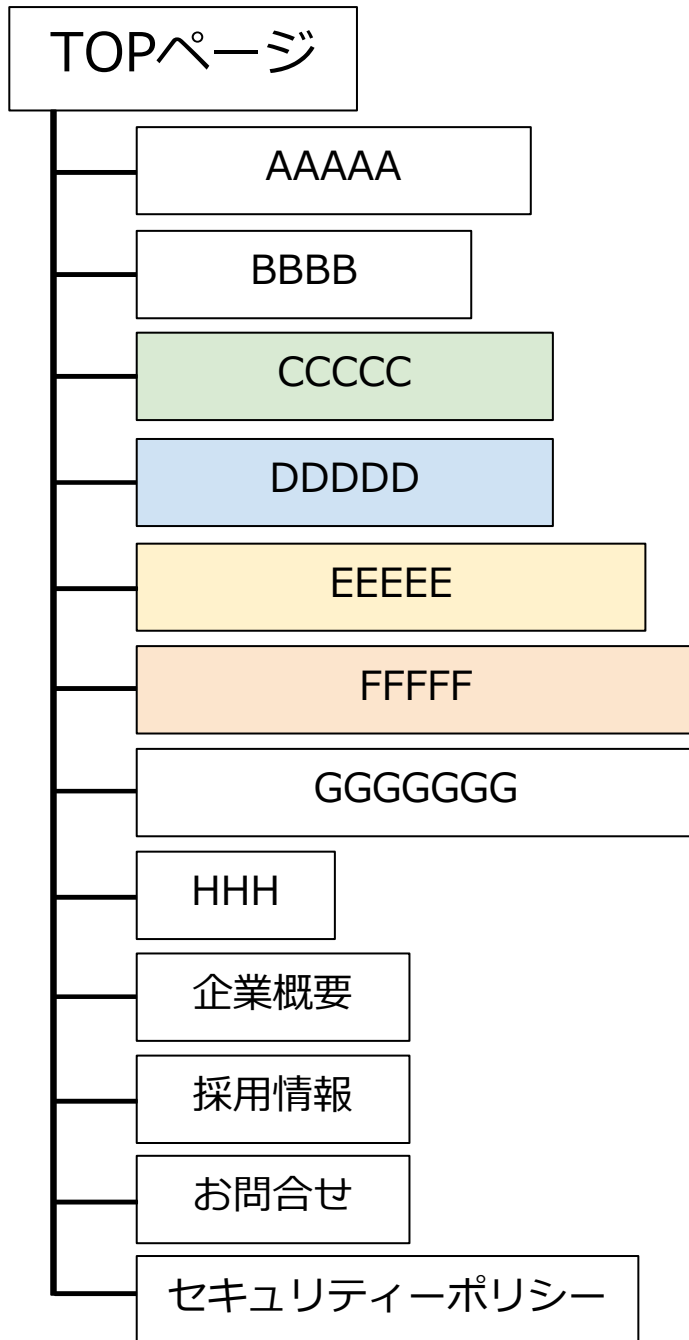 TOPページ
AAAAA
BBBB
CCCCC
DDDDD
EEEEE
FFFFF
GGGGGGG
HHH
企業概要
採用情報
お問合せ
セキュリティーポリシー